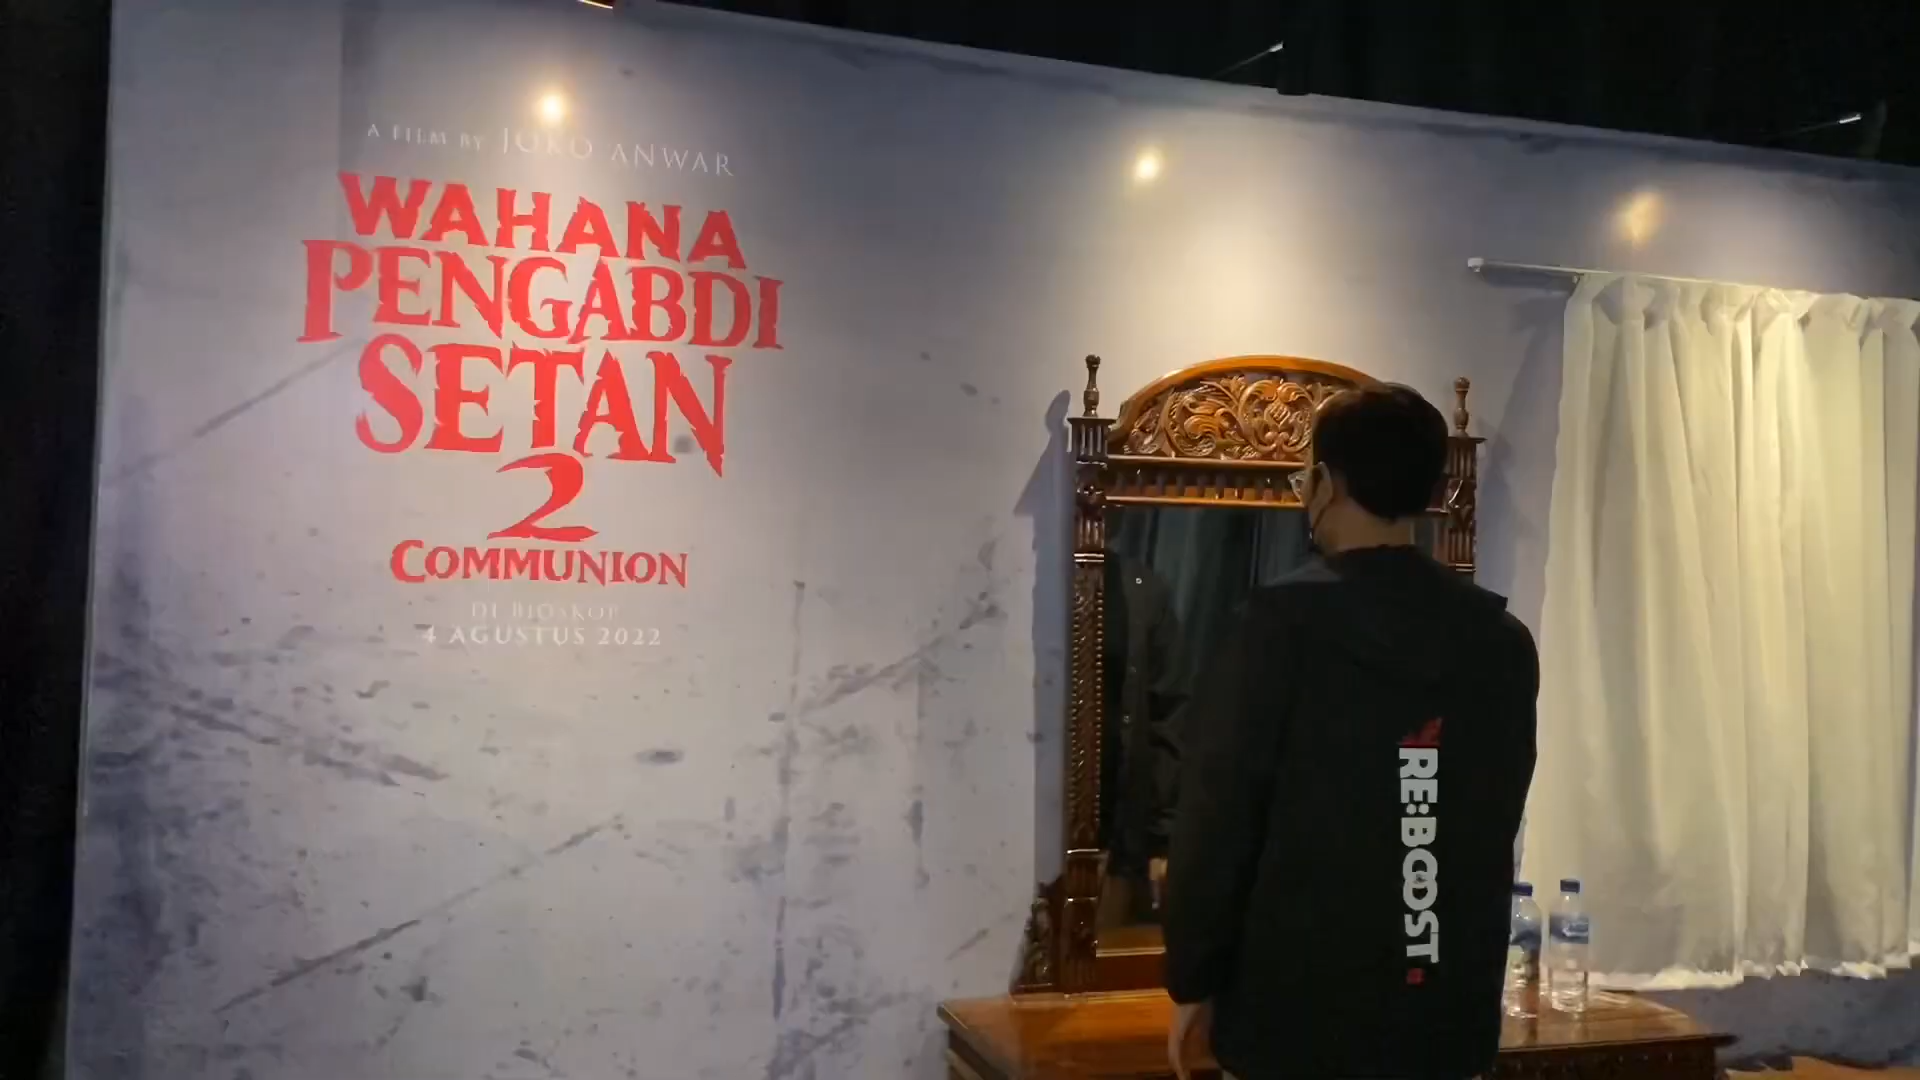 A FILM BY JOKO ANWAR
WAHANA
PENGABDI
SETAN
2
COMMUNION
DI BIOSKOP
4 AGUSTUS 2022
RE:BOOST